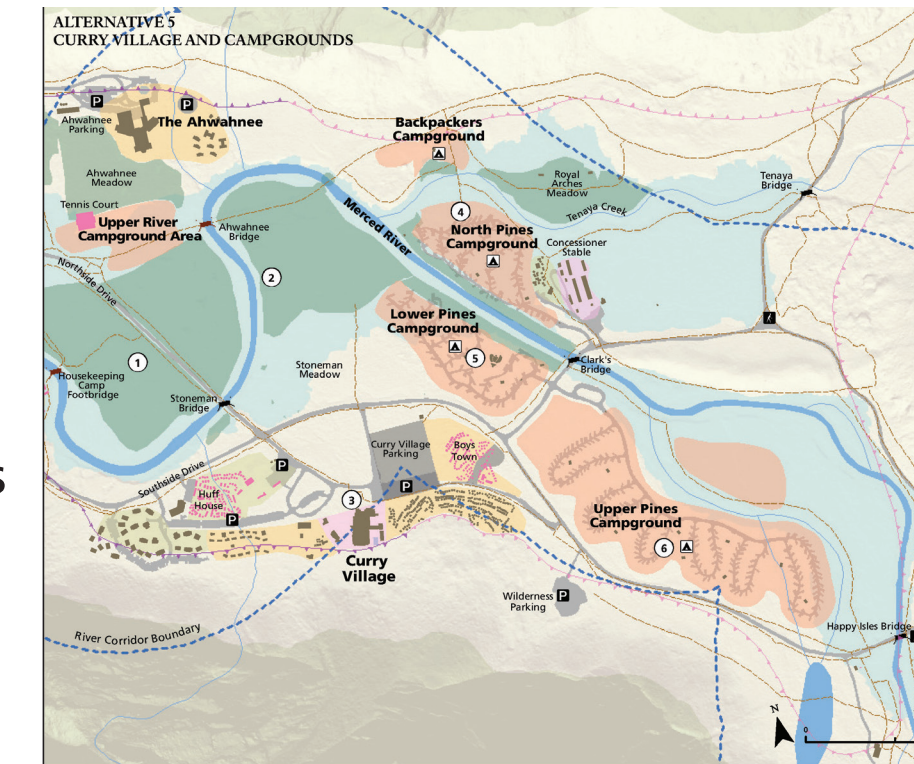 ALTERNATIVE 5
CURRY VILLAGE AND CAMPGROUNDS
P
P
Ahwahnee
Parking
The Ahwahnee
Backpackers
Campground
Ahwahnee
Meadow
Royal
Arches
Meadow
Tenaya
Bridge
Tennis Court
Upper River
Campground Area
Ahwahnee
Bridge
Merced River
4
North Pines
Campground
Tenaya Creek
Concessioner
Stable
Northside Drive
2
Lower Pines
Campground
5
1
Stoneman
Meadow
Clark's
Bridge
Housekeeping
Camp
Footbridge
Stoneman
Bridge
Southside Drive
P
Curry Village
Parking
Boys
Town
P
Huff
House
P
3
Upper Pines
Campground
6
Curry
Village
Wilderness
Parking
P
River Corridor Boundary
Happy Isles Bridge
N
0
S